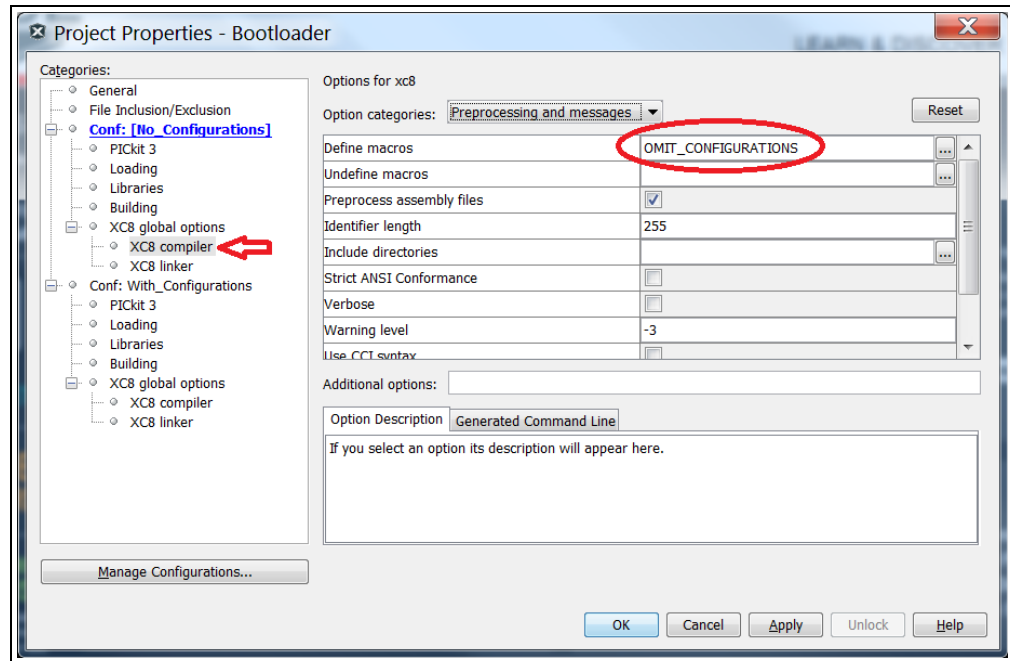 Project Properties - Bootloader
Categories:
General
File Inclusion/Exclusion
Conf: [No_Configurations]
PICkit 3
Loading
Libraries
Building
XC8 global options
XC8 compiler
XC8 linker
Conf: With_Configurations
PICkit 3
Loading
Libraries
Building
XC8 global options
XC8 compiler
XC8 linker
Manage Configurations...
Options for xc8
Option categories: Preprocessing and messages
Reset
Define macros OMIT_CONFIGURATIONS ...
Undefine macros ...
Preprocess assembly files
Identifier length 255
Include directories ...
Strict ANSI Conformance
Verbose
Warning level -3
Use CCI syntax
Additional options:
Option Description Generated Command Line
If you select an option its description will appear here.
OK Cancel Apply Unlock Help